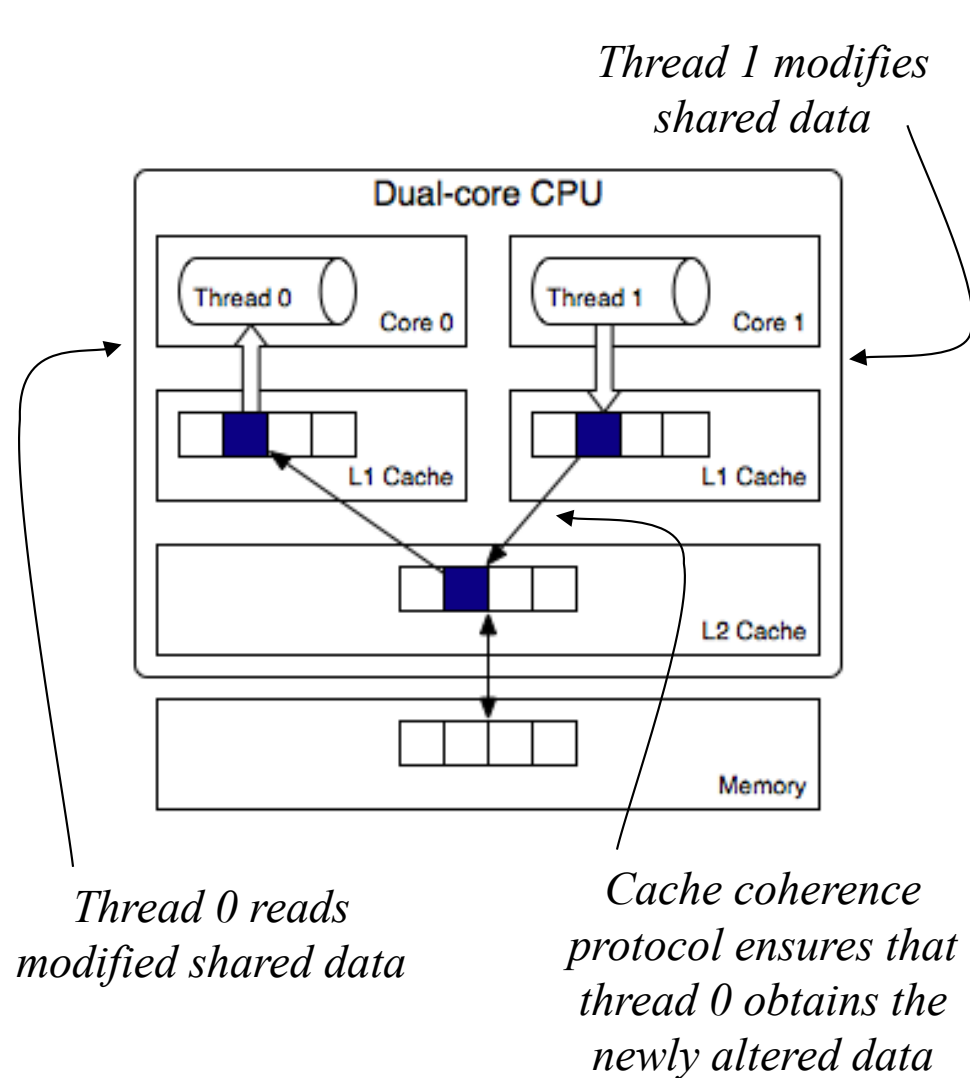 Thread 1 modifies
shared data
Dual-core CPU
Thread 0
Core 0
Thread 1
Core 1
L1 Cache
L1 Cache
L2 Cache
Memory
Thread 0 reads
modified shared data
Cache coherence
protocol ensures that
thread 0 obtains the
newly altered data